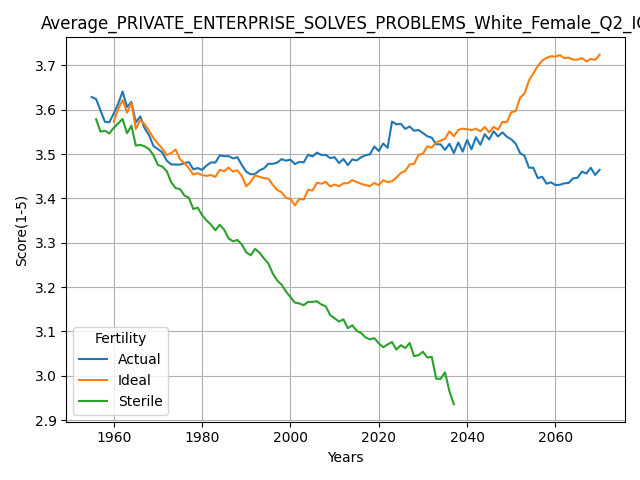 Average_PRIVATE_ENTERPRISE_SOLVES_PROBLEMS_White_Female_Q2_IC
3.7
3.6
3.5
3.4
3.3
3.2
3.1
3.0
2.9
Score(1-5)
Fertility
Actual
Ideal
Sterile
1960
1980
2000
2020
2040
2060
Years